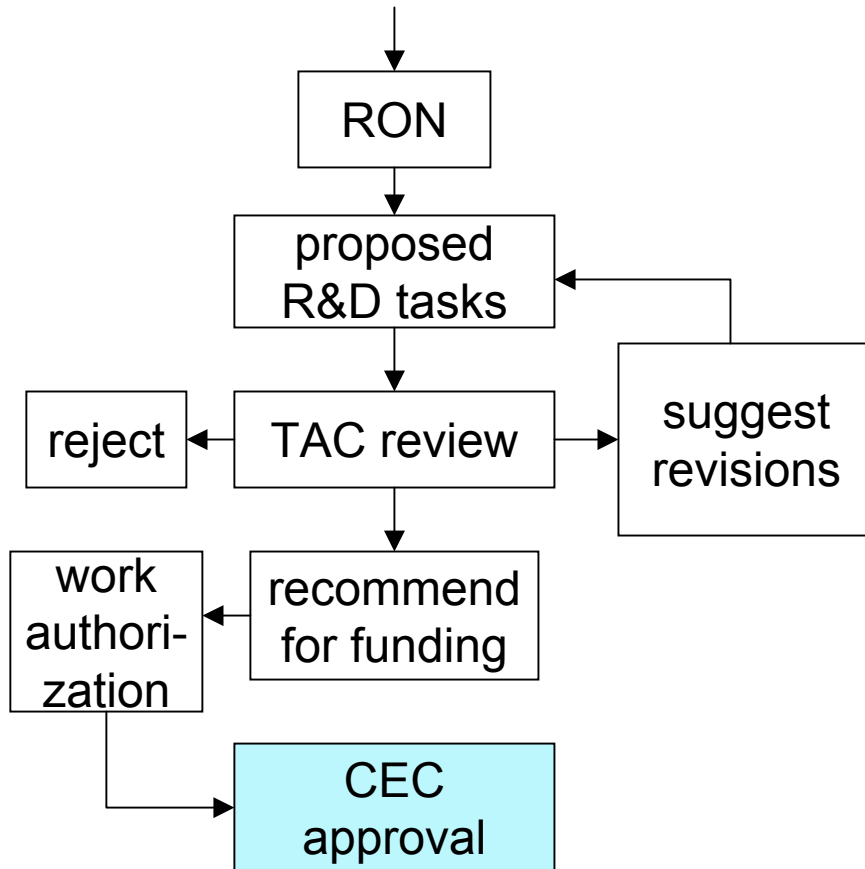 RON
proposed
R&D tasks
reject
TAC review
suggest
revisions
work
authori-
zation
recommend
for funding
CEC
approval